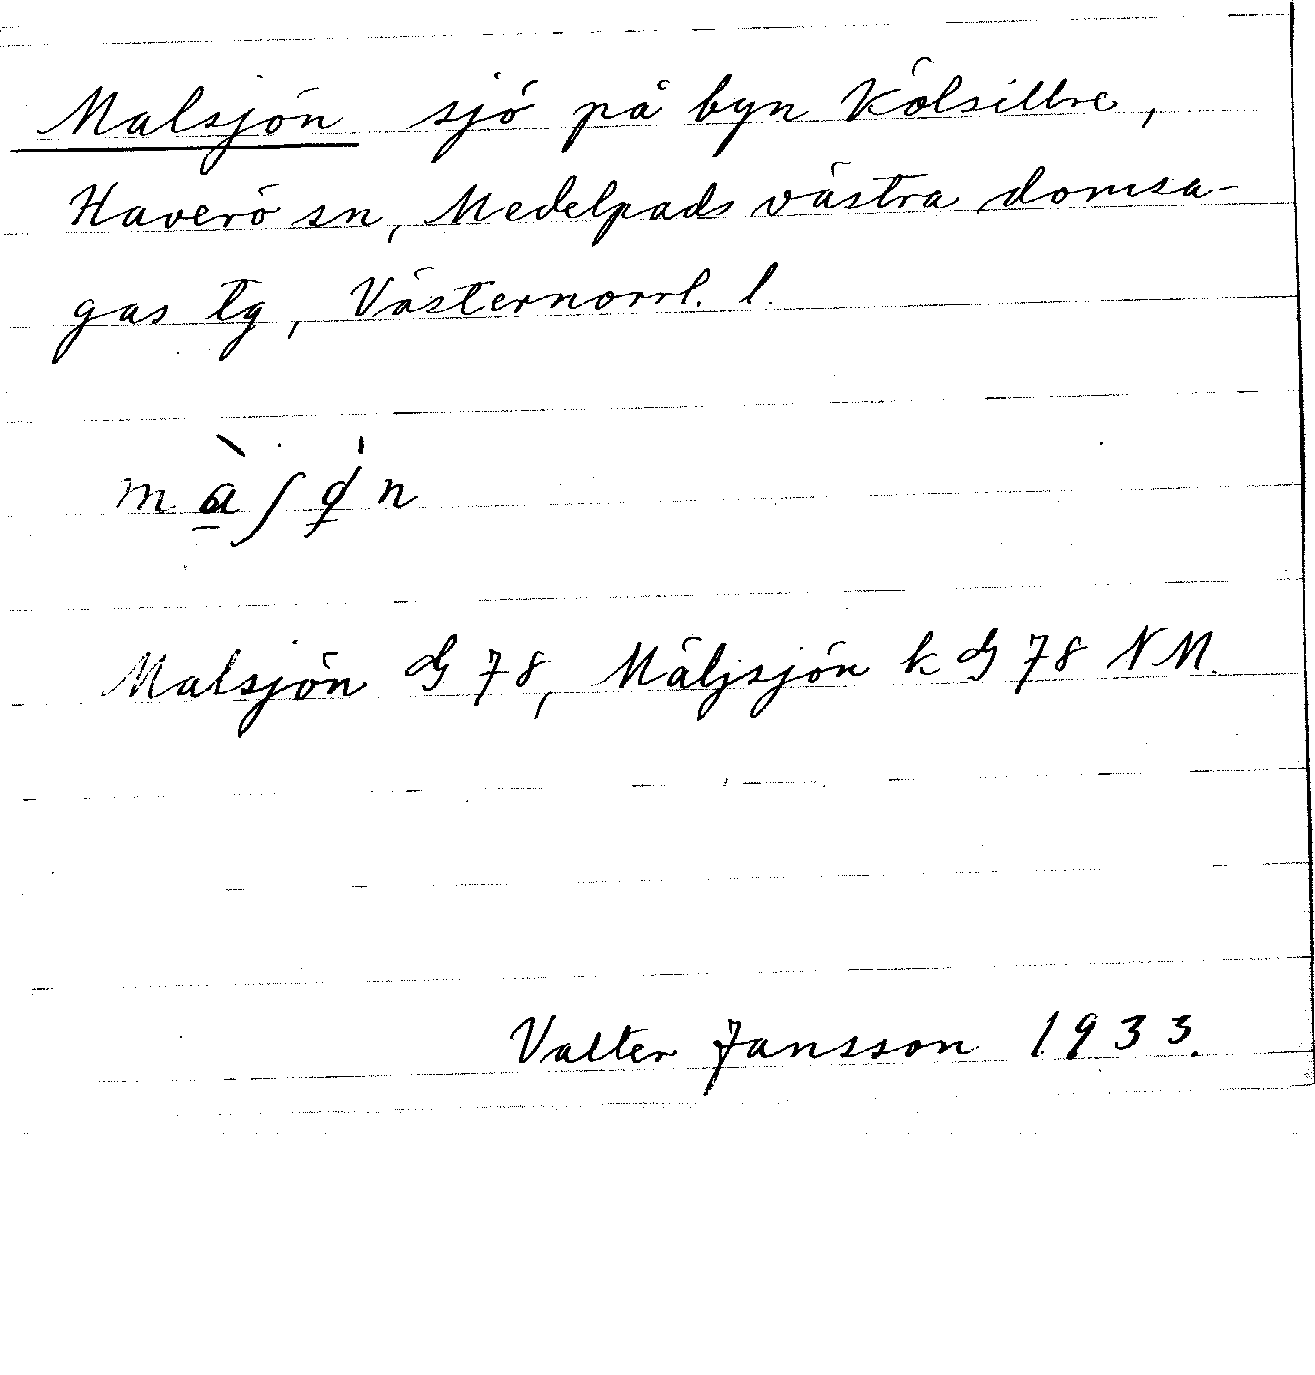 Malsjön sjö på byn Kölsillre,
Haverö sn, Medelpads västra domsa-
gas tg, Västernorrl. l.
Malsjön G 78, Mäljsjön k G 78 NM.
Valter Jansson 1933.